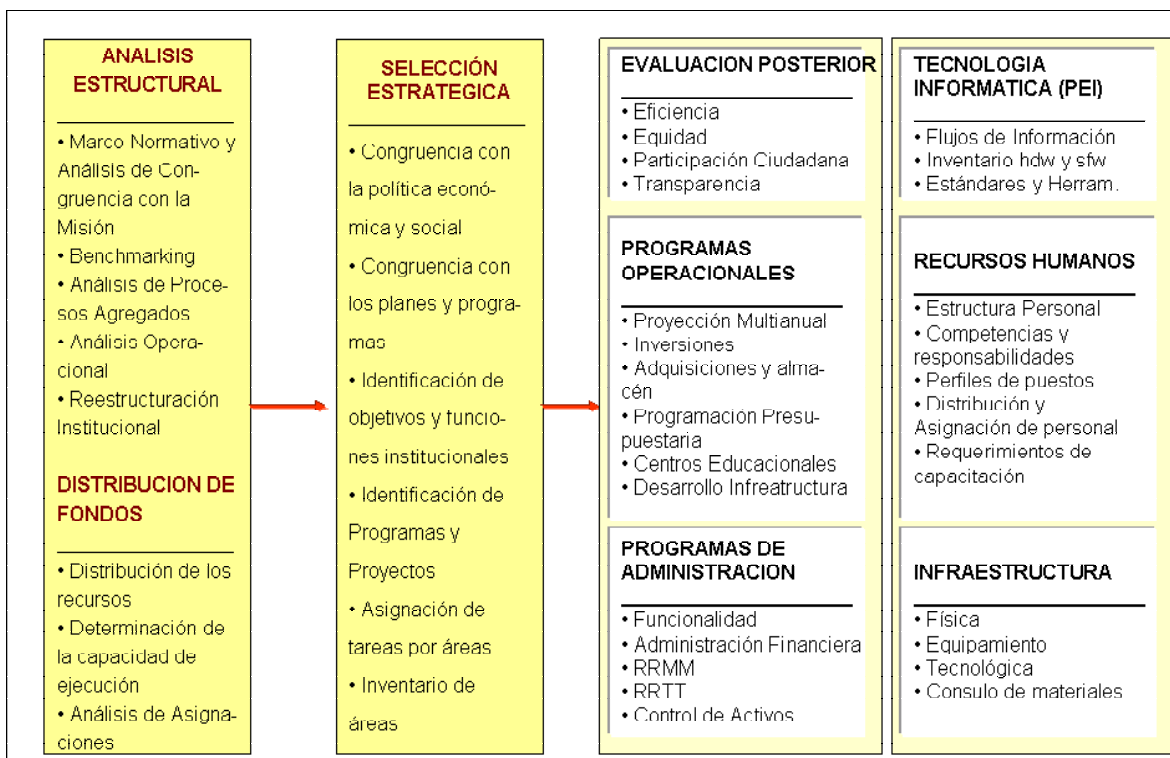 ANALISIS
ESTRUCTURAL
• Marco Normativo y
Análisis de Con-
gruencia con la
Misión
• Benchmarking
• Análisis de Proce-
sos Agregados
• Análisis Opera-
cional
• Reestructuración
Institucional
DISTRIBUCION DE
FONDOS
• Distribución de los
recursos
• Determinación de
la capacidad de
ejecución
• Análisis de Asigna-
ciones
SELECCIÓN
ESTRATEGICA
• Congruencia con
la política econó-
mica y social
• Congruencia con
los planes y progra-
mas
• Identificación de
objetivos y funcio-
nes institucionales
• Identificación de
Programas y
Proyectos
• Asignación de
tareas por áreas
• Inventario de
áreas
EVALUACION POSTERIOR
• Eficiencia
• Equidad
• Participación Ciudadana
• Transparencia
PROGRAMAS
OPERACIONALES
• Proyección Multianual
• Inversiones
• Adquisiciones y alma-
cén
• Programación Presu-
puestaria
• Centros Educacionales
• Desarrollo Infreatructura
PROGRAMAS DE
ADMINISTRACION
• Funcionalidad
• Administración Financiera
• RRMM
• RRTT
• Control de Activos
TECNOLOGIA
INFORMATICA (PEI)
• Flujos de Información
• Inventario hdw y sfw
• Estándares y Herram.
RECURSOS HUMANOS
• Estructura Personal
• Competencias y
responsabilidades
• Perfiles de puestos
• Distribución y
Asignación de personal
• Requerimientos de
capacitación
INFRAESTRUCTURA
• Física
• Equipamiento
• Tecnológica
• Consulo de materiales